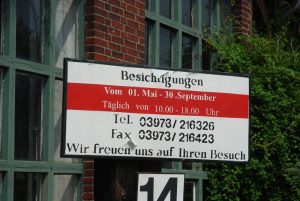 Besichtigungen
Vom 01. Mai - 30. September
Täglich von 10.00 - 18.00 Uhr
Tel. 03973/216326
Fax 03973/216423
Wir freuen uns auf Ihren Besuch
14